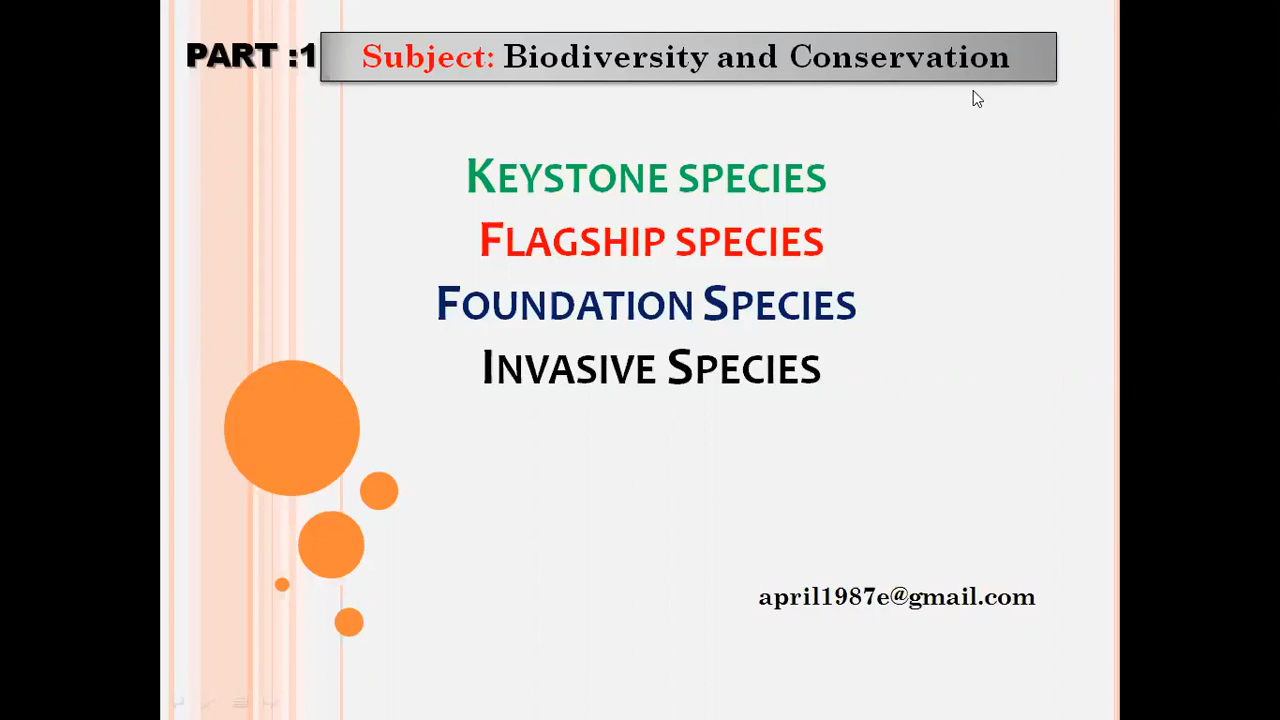 PART :1 Subject: Biodiversity and Conservation
KEYSTONE SPECIES
FLAGSHIP SPECIES
FOUNDATION SPECIES
INVASIVE SPECIES
april1987e@gmail.com